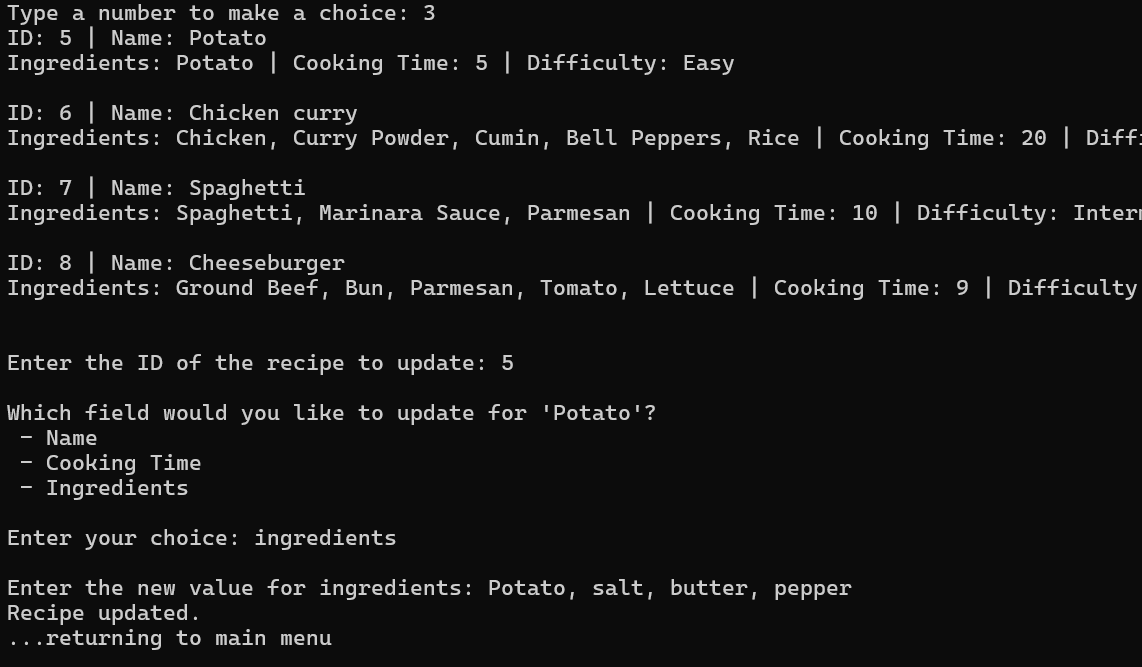 Type a number to make a choice: 3
ID: 5 | Name: Potato
Ingredients: Potato | Cooking Time: 5 | Difficulty: Easy
ID: 6 | Name: Chicken curry
Ingredients: Chicken, Curry Powder, Cumin, Bell Peppers, Rice | Cooking Time: 20 |
ID: 7 | Name: Spaghetti
Ingredients: Spaghetti, Marinara Sauce, Parmesan | Cooking Time: 10 | Difficulty:
ID: 8 | Name: Cheeseburger
Ingredients: Ground Beef, Bun, Parmesan, Tomato, Lettuce | Cooking Time: 9 | Difficulty
Enter the ID of the recipe to update: 5
Which field would you like to update for 'Potato'?
- Name
- Cooking Time
- Ingredients
Enter your choice: ingredients
Enter the new value for ingredients: Potato, salt, butter, pepper
Recipe updated.
...returning to main menu